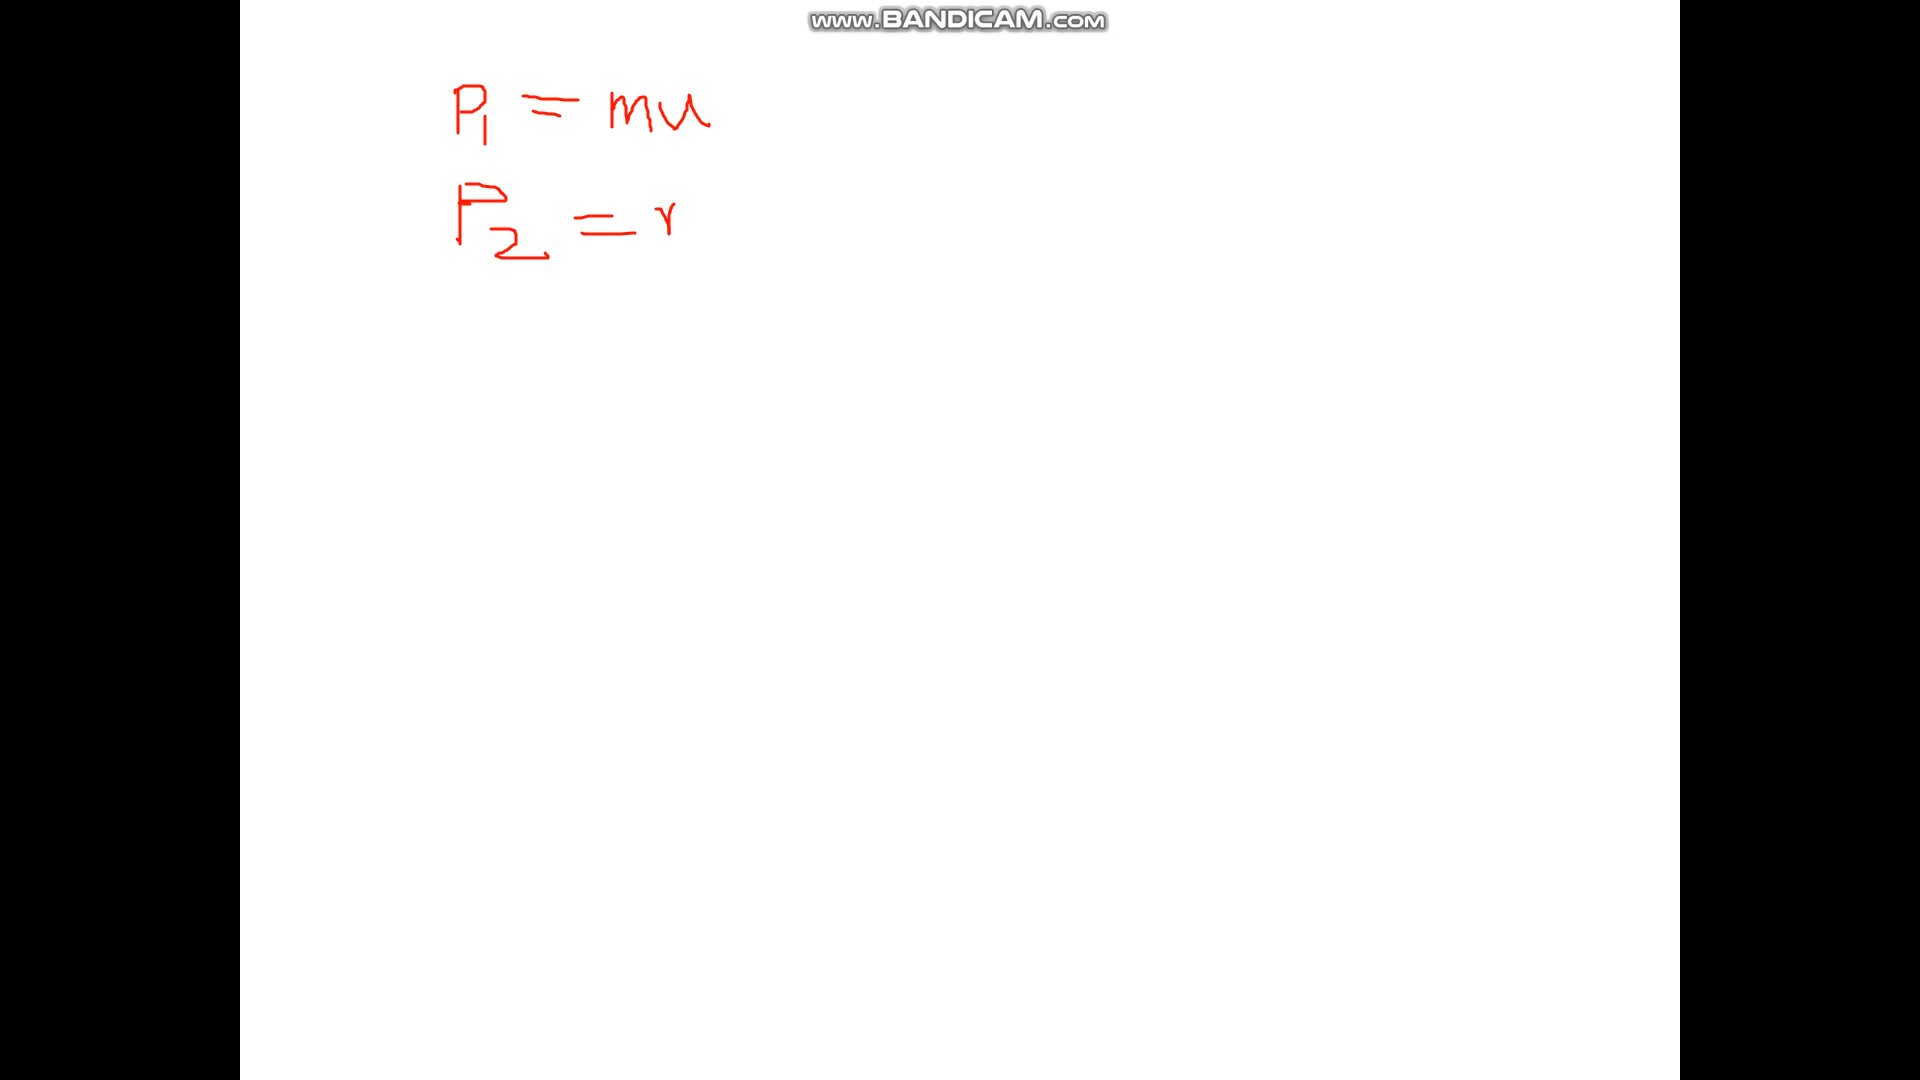 www.BANDICAM.com
P₁ = mu
P₂ = r